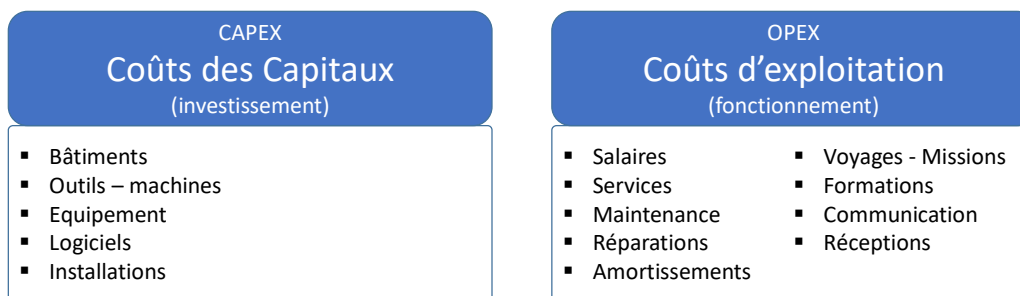 CAPEX
Coûts des Capitaux
(investissement)
▪ Bâtiments
▪ Outils – machines
▪ Equipement
▪ Logiciels
▪ Installations
OPEX
Coûts d’exploitation
(fonctionnement)
▪ Salaires
▪ Services
▪ Maintenance
▪ Réparations
▪ Amortissements
▪ Voyages - Missions
▪ Formations
▪ Communication
▪ Réceptions